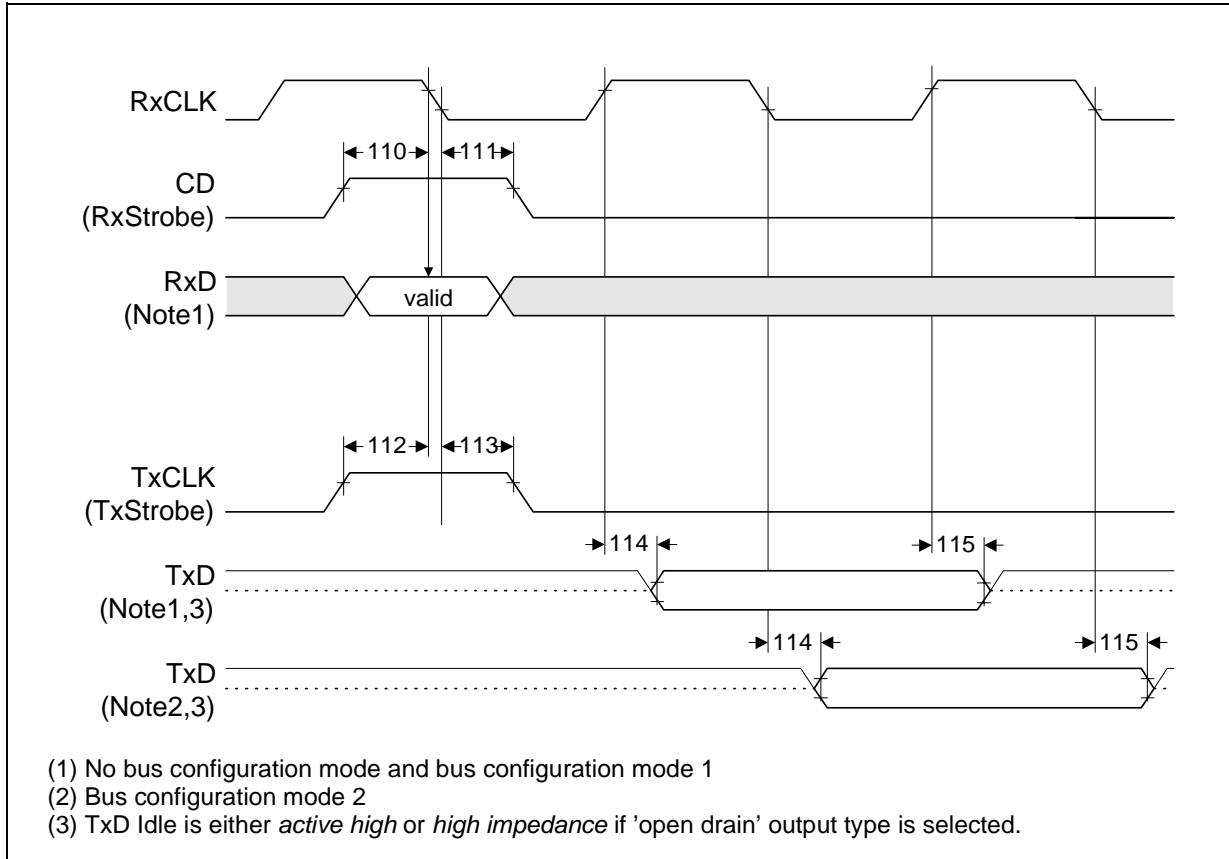 RxCLK
110 111
CD
(RxStrobe)
RxD
(Note1)
valid
112 113
TxCLK
(TxStrobe)
114 115
TxD
(Note1,3)
114 115
TxD
(Note2,3)
(1) No bus configuration mode and bus configuration mode 1
(2) Bus configuration mode 2
(3) TxD Idle is either active high or high impedance if ’open drain’ output type is selected.